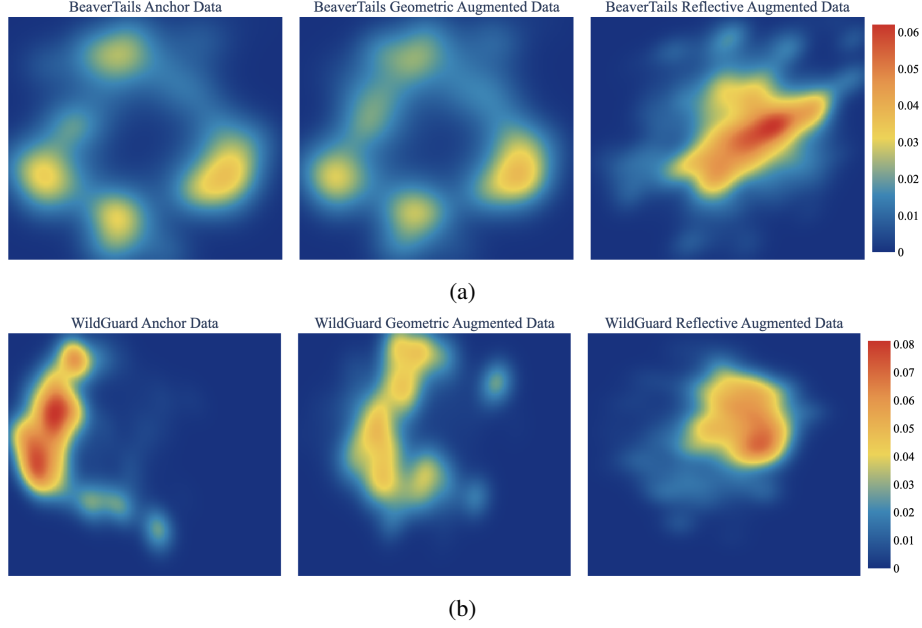 BeaverTails Anchor Data
BeaverTails Geometric Augmented Data
BeaverTails Reflective Augmented Data
0.06
0.05
0.04
0.03
0.02
0.01
0
(a)
WildGuard Anchor Data
WildGuard Geometric Augmented Data
WildGuard Reflective Augmented Data
0.08
0.07
0.06
0.05
0.04
0.03
0.02
0.01
0
(b)